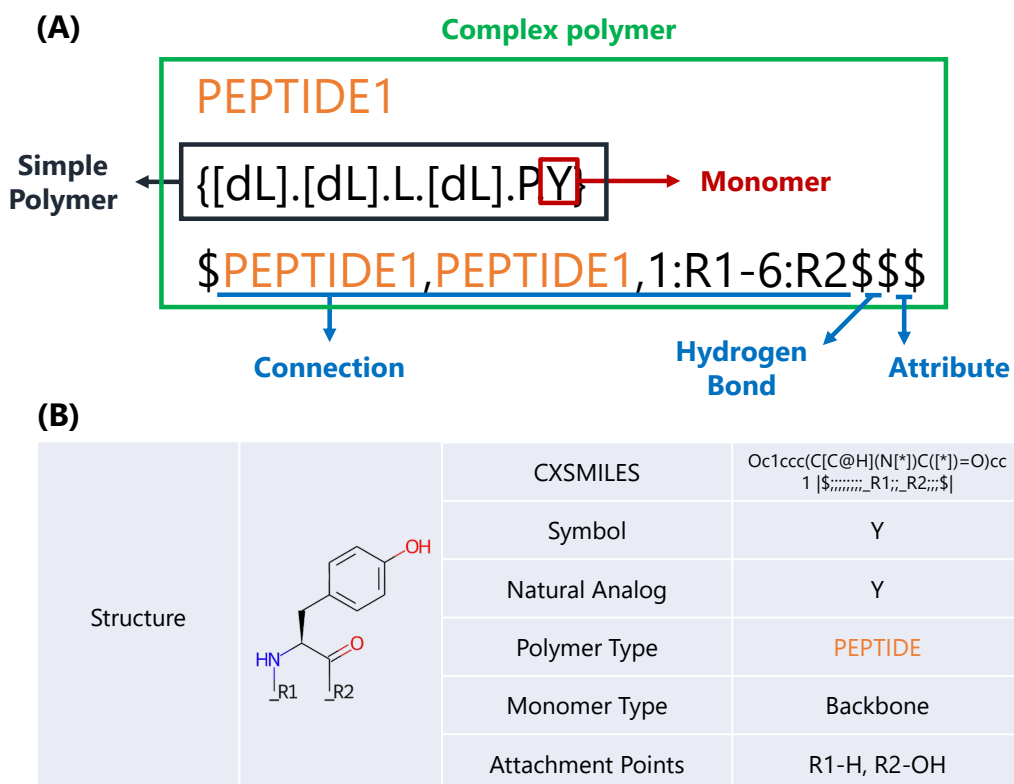 (A)
Complex polymer
PEPTIDE1
Simple
Polymer
{[dL].[dL].L.[dL].PY}
Monomer
$PEPTIDE1,PEPTIDE1,1:R1-6:R2$$$
Connection
Hydrogen
Bond
Attribute
(B)
Structure
OH
HN
O
_R1
_R2
CXSMILES
Oc1ccc(C[C@H](N[*])C([*])=O)cc
1 |$;;;;;;;;_R1;;_R2;;;$|
Symbol
Y
Natural Analog
Y
Polymer Type
PEPTIDE
Monomer Type
Backbone
Attachment Points
R1-H, R2-OH